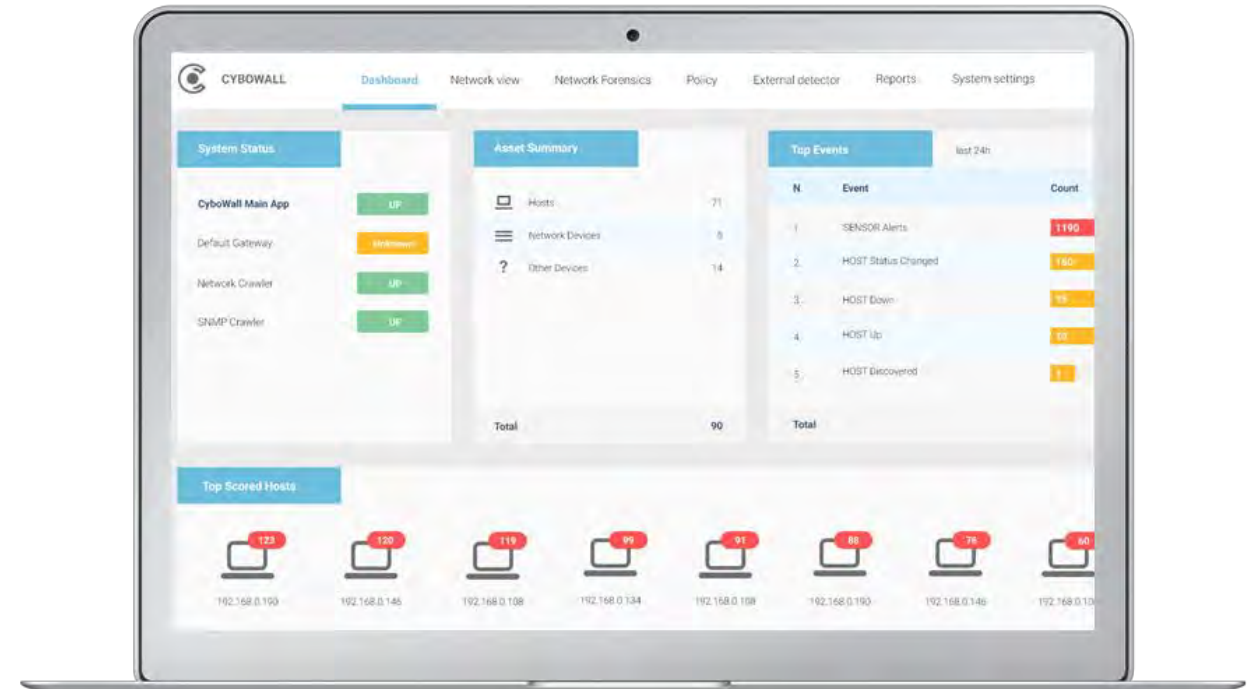 CYBOWALL
Dashboard Network view Network Forensics Policy External detector Reports System settings
System Status
CyboWall Main App UP
Default Gateway Unknown
Network Crawler UP
SNMP Crawler UP
Asset Summary
Hosts 71
Network Devices
? Other Devices 14
Total 90
Top Events last 24h
N Event Count
1 SENSOR Alerts 1190
2 HOST Status Changed
3 HOST Down
4 HOST Up
5 HOST Discovered
Total
Top Scored Hosts
123 120 119 99 91 88 76 60
192.168.0.190 192.168.0.146 192.168.0.108 192.168.0.134 192.168.0.108 192.168.0.190 192.168.0.146 192.168.0.10